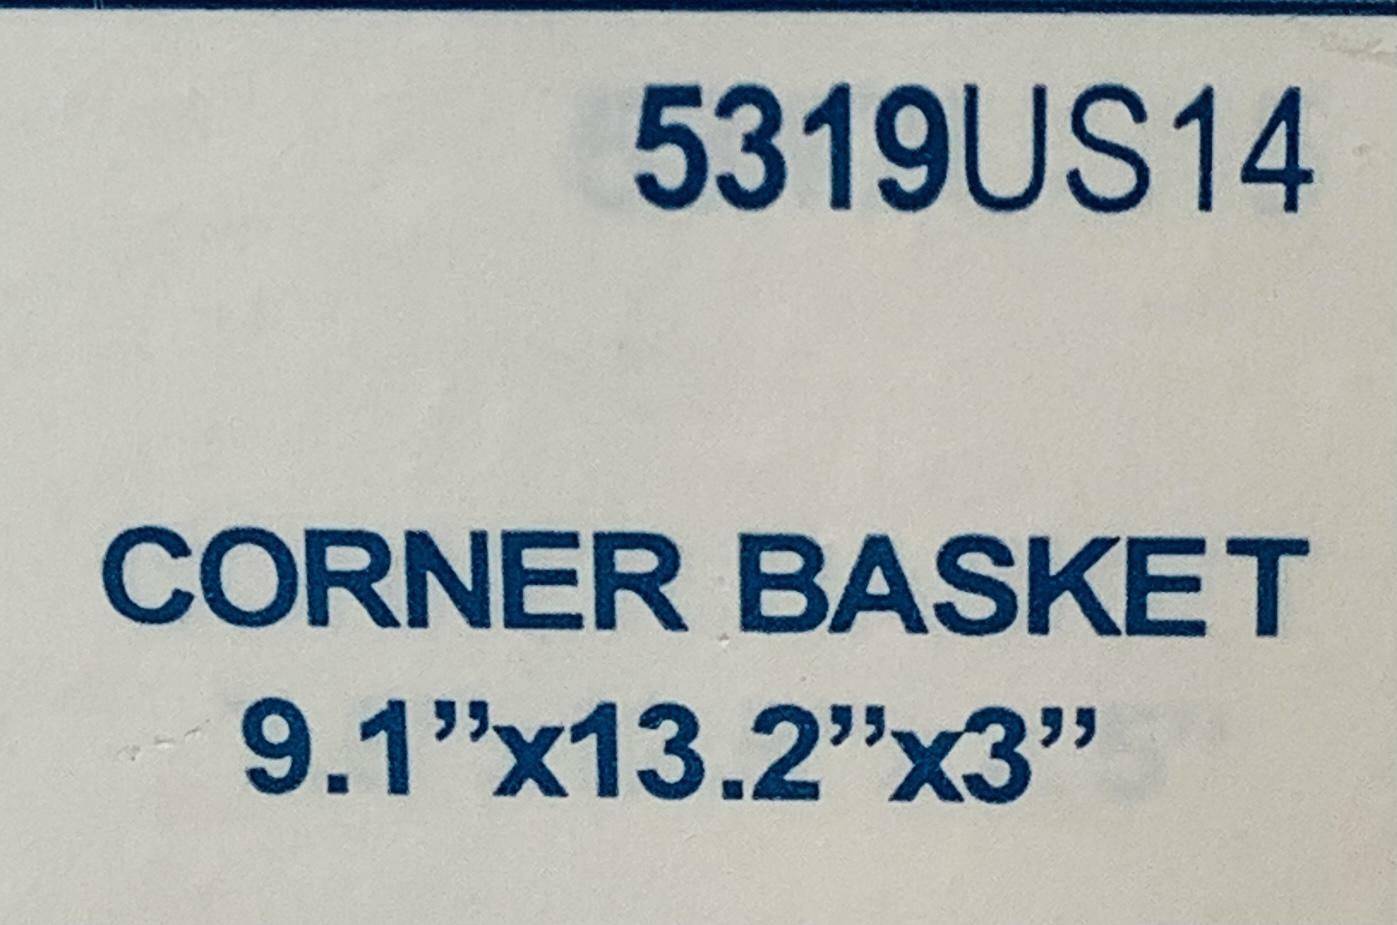 5319US14
CORNER BASKET
9.1”x13.2”x3”